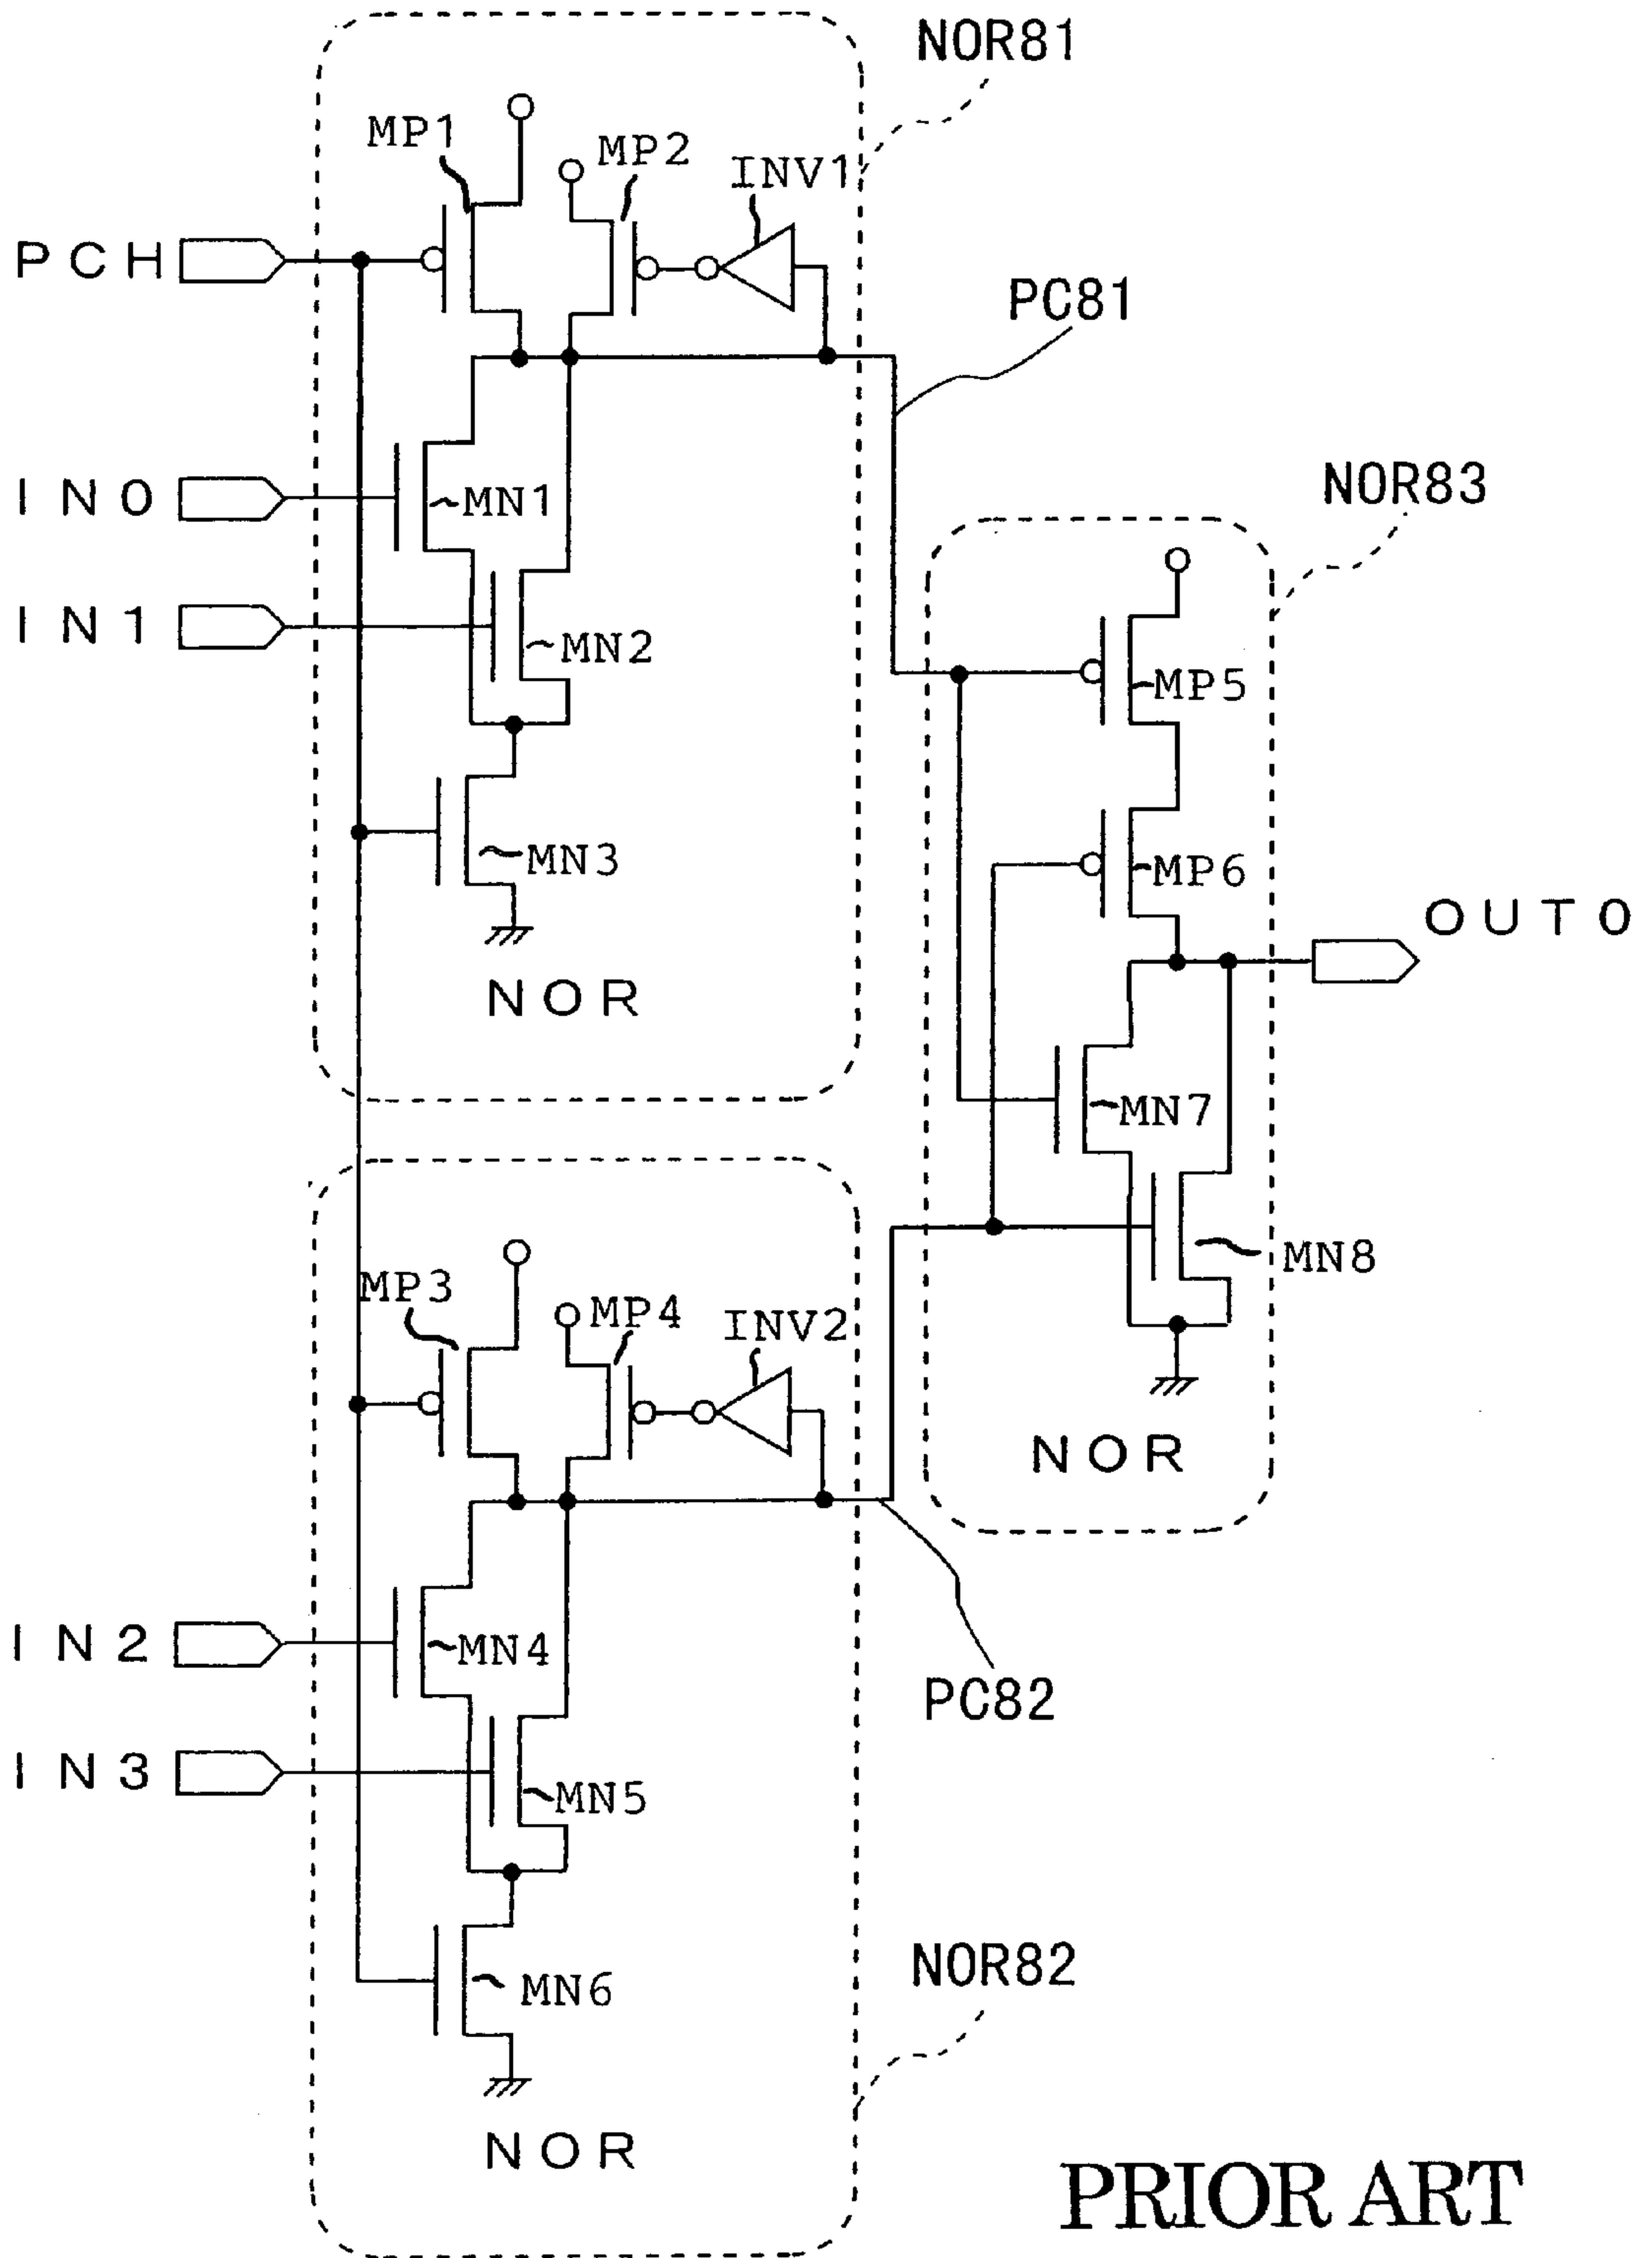 NOR81
MP1
MP2
INV1
PCH
PC81
IN0
MN1
NOR83
IN1
MN2
MP5
MN3
MP6
OUT0
NOR
MN7
MN8
MP3
MP4
INV2
NOR
IN2
MN4
PC82
IN3
MN5
NOR82
MN6
NOR
PRIOR ART